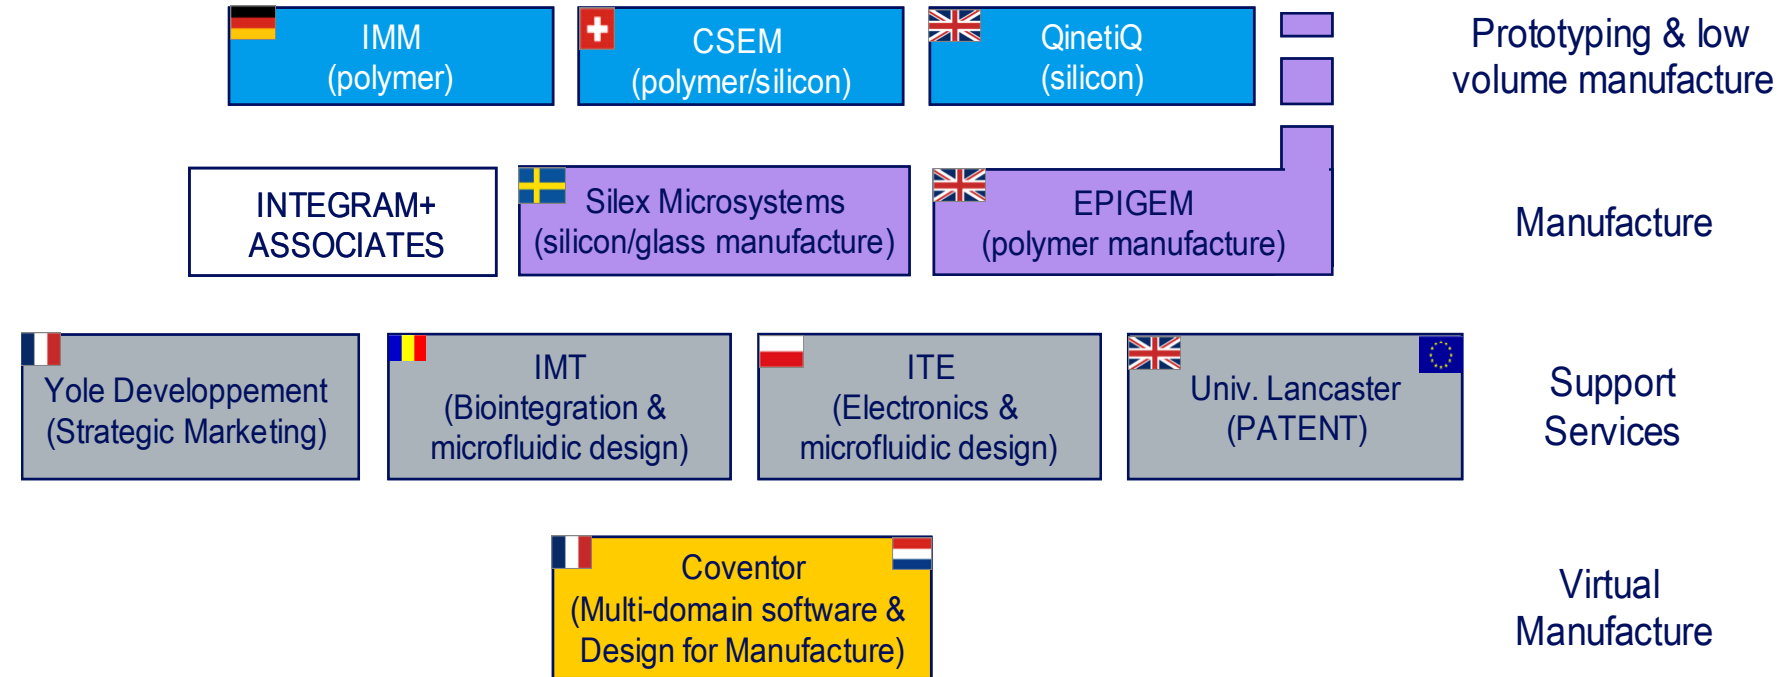 IMM
(polymer)
CSEM
(polymer/silicon)
QinetiQ
(silicon)
Prototyping & low
volume manufacture
INTEGRAM+
ASSOCIATES
Silex Microsystems
(silicon/glass manufacture)
EPIGEM
(polymer manufacture)
Manufacture
Yole Developpement
(Strategic Marketing)
IMT
(Biointegration &
microfluidic design)
ITE
(Electronics &
microfluidic design)
Univ. Lancaster
(PATENT)
Support
Services
Coventor
(Multi-domain software &
Design for Manufacture)
Virtual
Manufacture